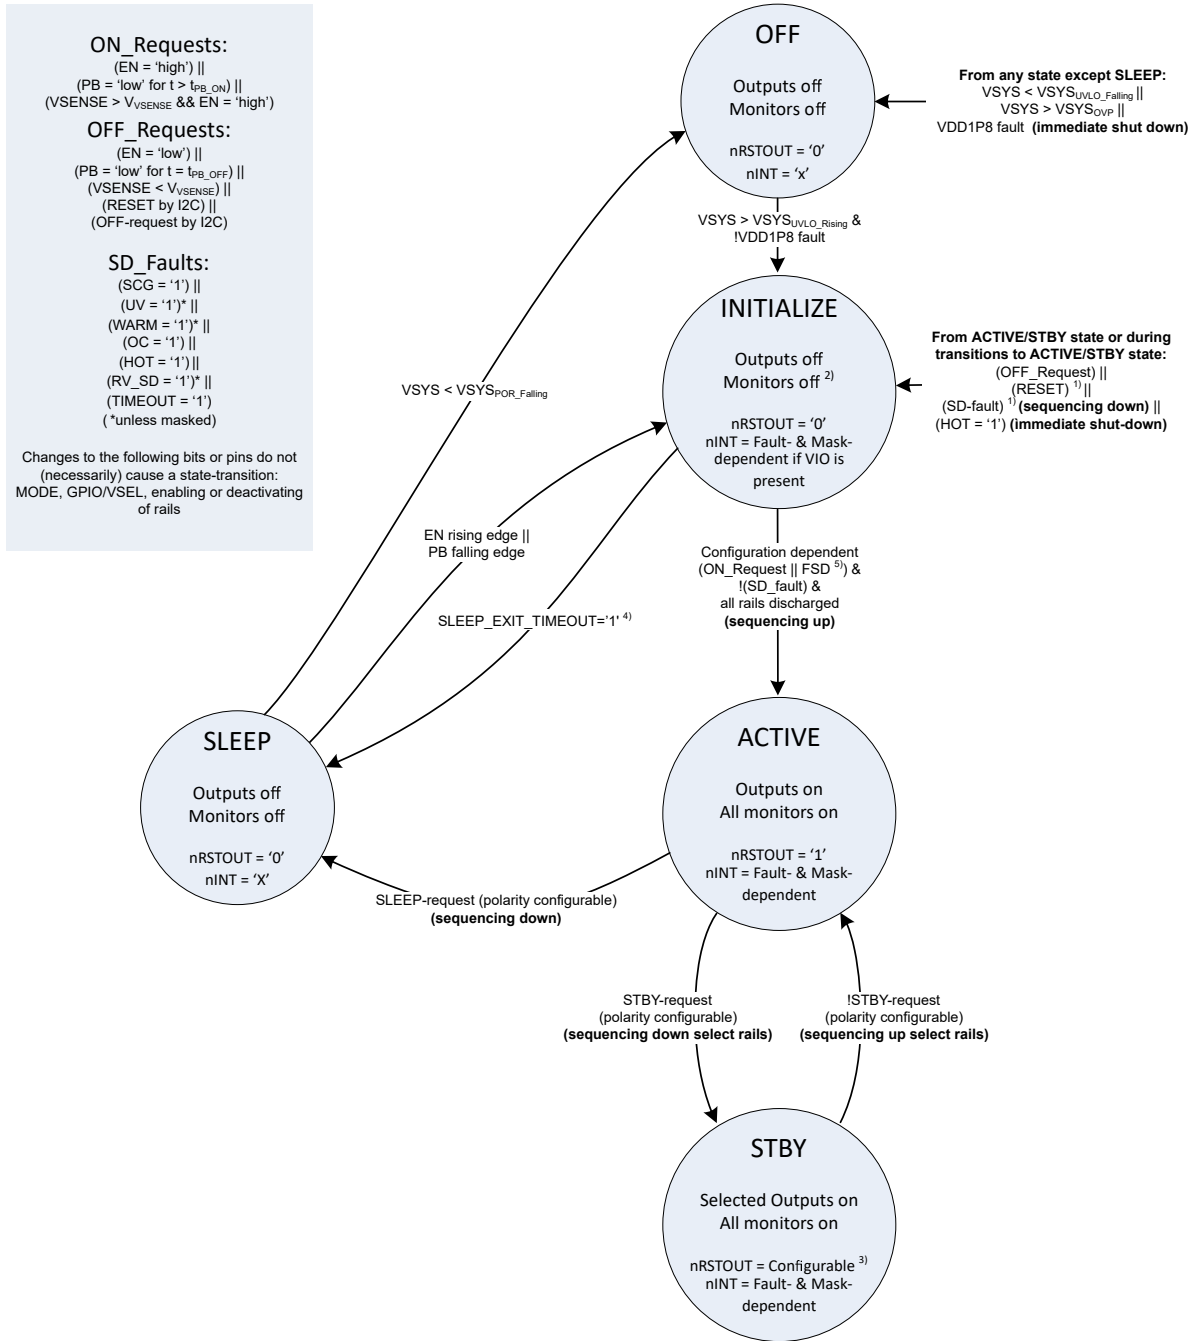 ON_Requests:
(EN = ‘high’) ||
(PB = ‘low’ for t > tPB_ON) ||
(VSENSE > VVSENSE && EN = ‘high’)
OFF_Requests:
(EN = ‘low’) ||
(PB = ‘low’ for t = tPB_OFF) ||
(VSENSE < VVSENSE) ||
(RESET by I2C) ||
(OFF-request by I2C)
SD_Faults:
(SCG = ‘1’) ||
(UV = ‘1’)* ||
(WARM = ‘1’)* ||
(OC = ‘1’) ||
(HOT = ‘1’) ||
(RV_SD = ‘1’)* ||
(TIMEOUT = ‘1’)
( *unless masked)
Changes to the following bits or pins do not
(necessarily) cause a state-transition:
MODE, GPIO/VSEL, enabling or deactivating
of rails
OFF
Outputs off
Monitors off
nRSTOUT = ‘0’
nINT = ‘x’
From any state except SLEEP:
VSYS < VSYSUVLO_Falling ||
VSYS > VSYSOVP ||
VDD1P8 fault (immediate shut down)
VSYS > VSYSUVLO_Rising &
!VDD1P8 fault
INITIALIZE
Outputs off
Monitors off 2)
nRSTOUT = ‘0’
nINT = Fault- & Mask-
dependent if VIO is
present
From ACTIVE/STBY state or during
transitions to ACTIVE/STBY state:
(OFF_Request) ||
(RESET) 1) ||
(SD-fault) 1) (sequencing down) ||
(HOT = ‘1’) (immediate shut-down)
VSYS < VSYSPOR_Falling
EN rising edge ||
PB falling edge
SLEEP_EXIT_TIMEOUT=’1’ 4)
Configuration dependent
(ON_Request || FSD 5)) &
!(SD_fault) &
all rails discharged
(sequencing up)
SLEEP
Outputs off
Monitors off
nRSTOUT = ‘0’
nINT = ‘X’
ACTIVE
Outputs on
All monitors on
nRSTOUT = ‘1’
nINT = Fault- & Mask-
dependent
SLEEP-request (polarity configurable)
(sequencing down)
STBY-request
(polarity configurable)
(sequencing down select rails)
!STBY-request
(polarity configurable)
(sequencing up select rails)
STBY
Selected Outputs on
All monitors on
nRSTOUT = Configurable 3)
nINT = Fault- & Mask-
dependent